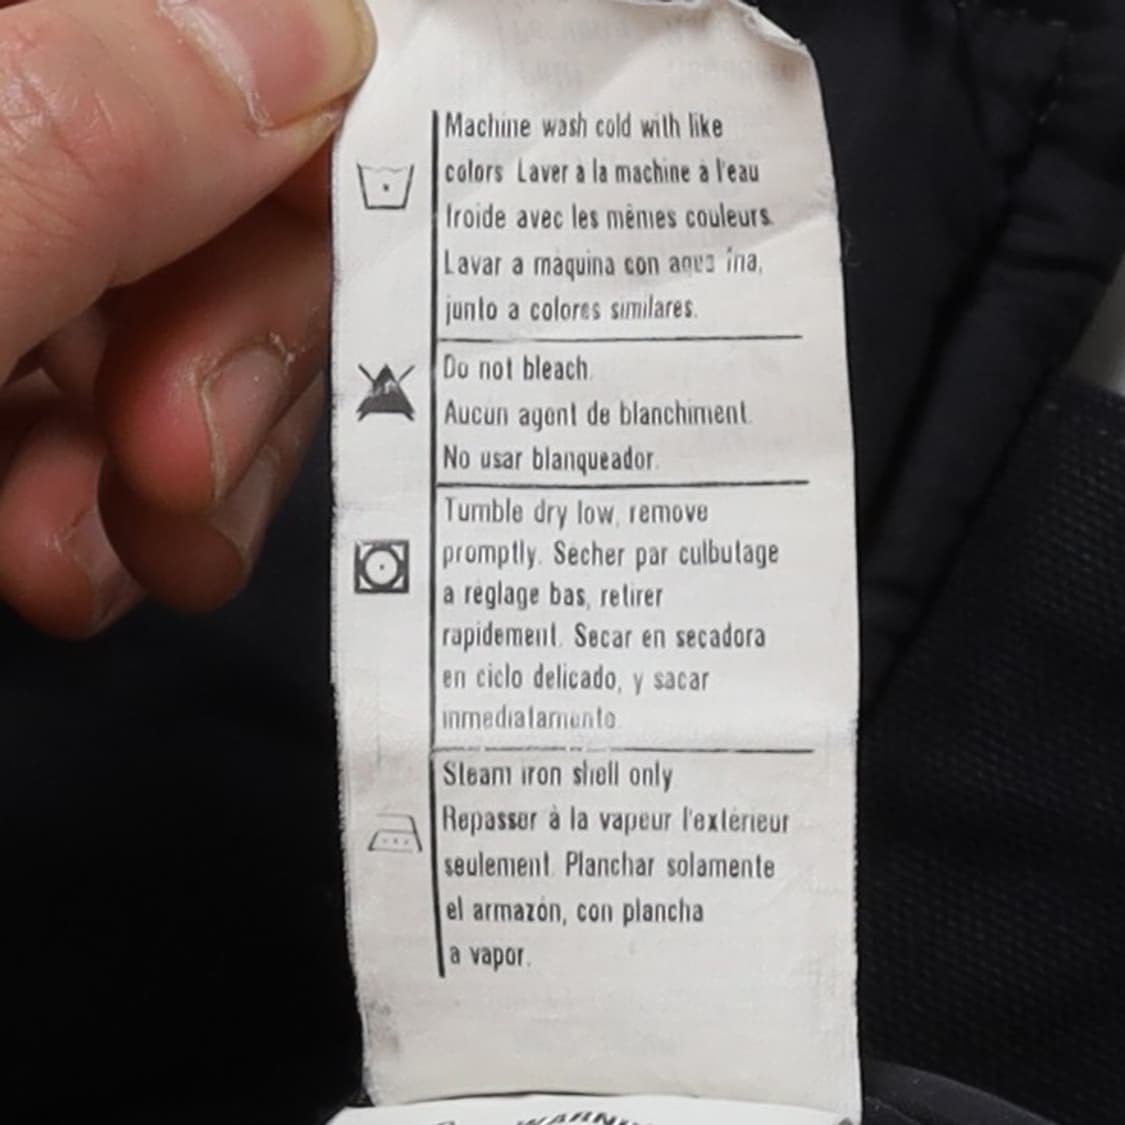 Machine wash cold with like
colors Laver à la machine à l'eau
froide avec les mêmes couleurs.
Lavar a máquina con agua
junto a colores similares.
Do not bleach.
Aucun agent de blanchiment.
No usar blanqueador.
Tumble dry low, remove
promptly. Sécher par culbutage
à réglage bas, retirer
rapidement. Secar en secadora
en ciclo delicado, y sacar
inmediatamente.
Steam iron shell only
Repasser à la vapeur l'extérieur
seulement. Planchar solamente
el armazón, con plancha
a vapor.